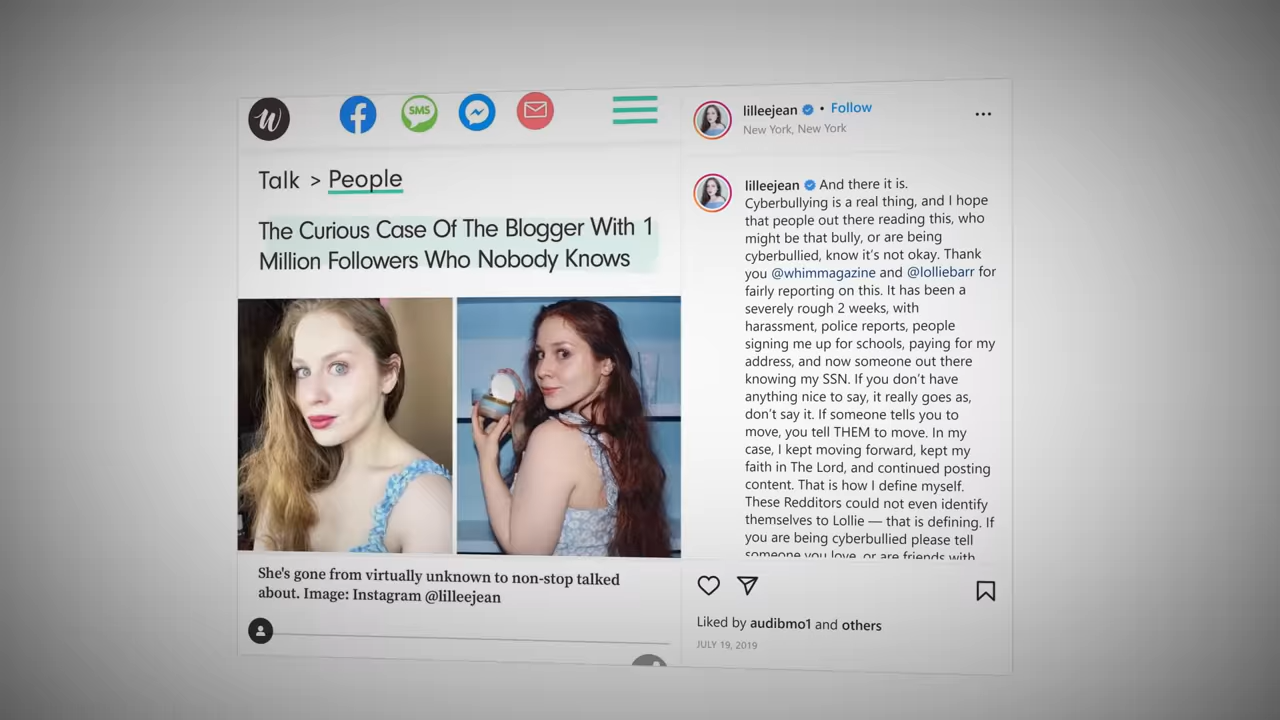 W
SMS
Talk > People
The Curious Case Of The Blogger With 1
Million Followers Who Nobody Knows
She's gone from virtually unknown to non-stop talked
about. Image: Instagram @lilleejean
lilleejean • Follow
New York, New York
lilleejean And there it is.
Cyberbullying is a real thing, and I hope
that people out there reading this, who
might be that bully, or are being
cyberbullied, know it's not okay. Thank
you @whimmagazine and @lolliebarr for
fairly reporting on this. It has been a
severely rough 2 weeks, with
harassment, police reports, people
signing me up for schools, paying for my
address, and now someone out there
knowing my SSN. If you don't have
anything nice to say, it really goes as,
don't say it. If someone tells you to
move, you tell THEM to move. In my
case, I kept moving forward, kept my
faith in The Lord, and continued posting
content. That is how I define myself.
These Redditors could not even identify
themselves to Lollie — that is defining. If
you are being cyberbullied please tell
someone you love, or are friends with
Liked by audibmo1 and others
JULY 19, 2019